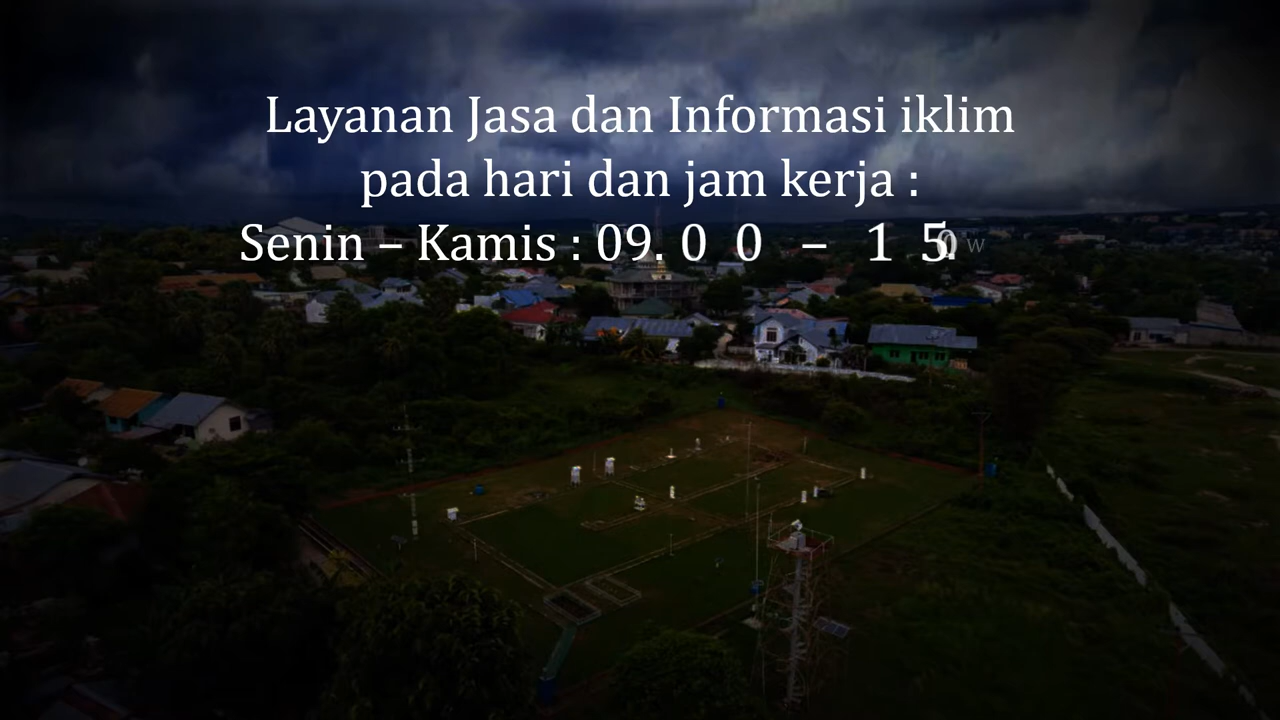 Layanan Jasa dan Informasi iklim
pada hari dan jam kerja :
Senin – Kamis : 09. 0 0 – 1 5.